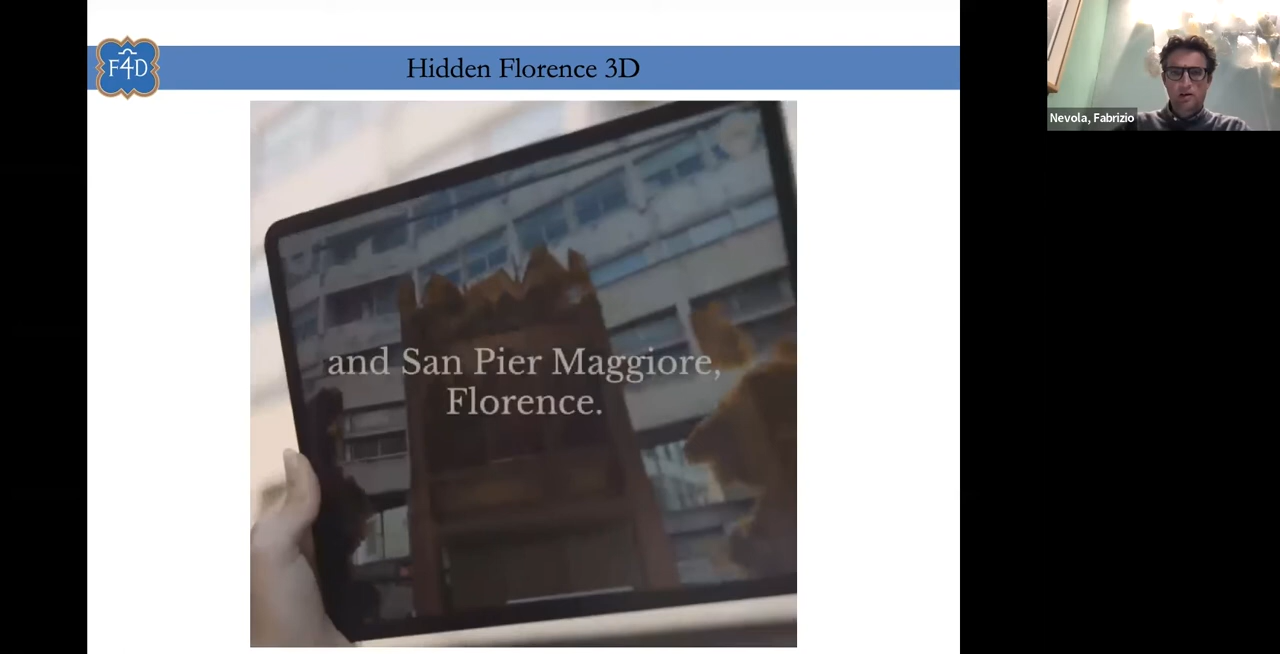 F4D
Hidden Florence 3D
and San Pier Maggiore,
Florence.
Nevola, Fabrizio